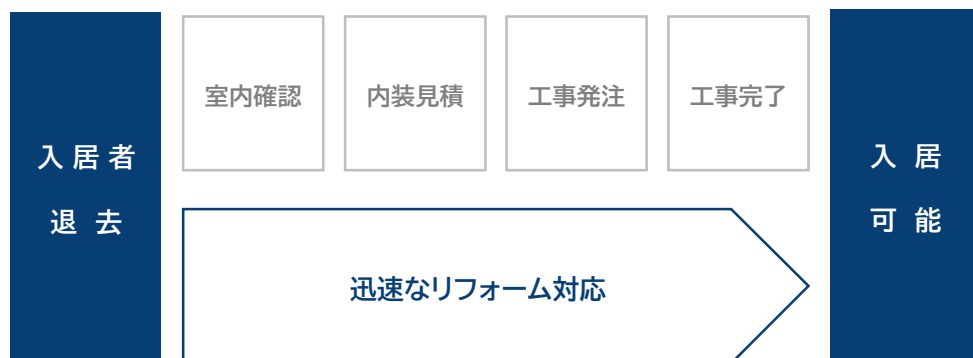 入居者
退去
室内確認
内装見積
工事発注
工事完了
迅速なリフォーム対応
入居
可能